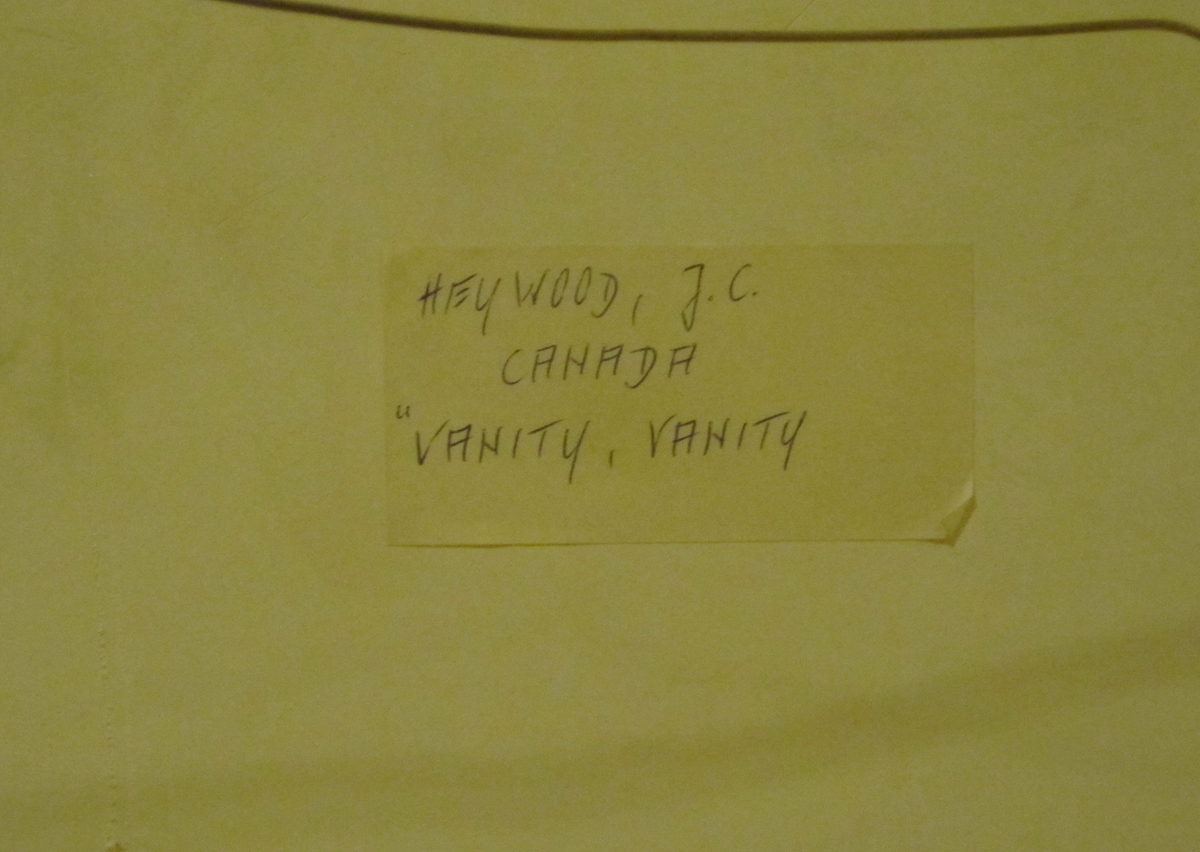 HEYWOOD, J.C.
CANADA
"VANITY, VANITY